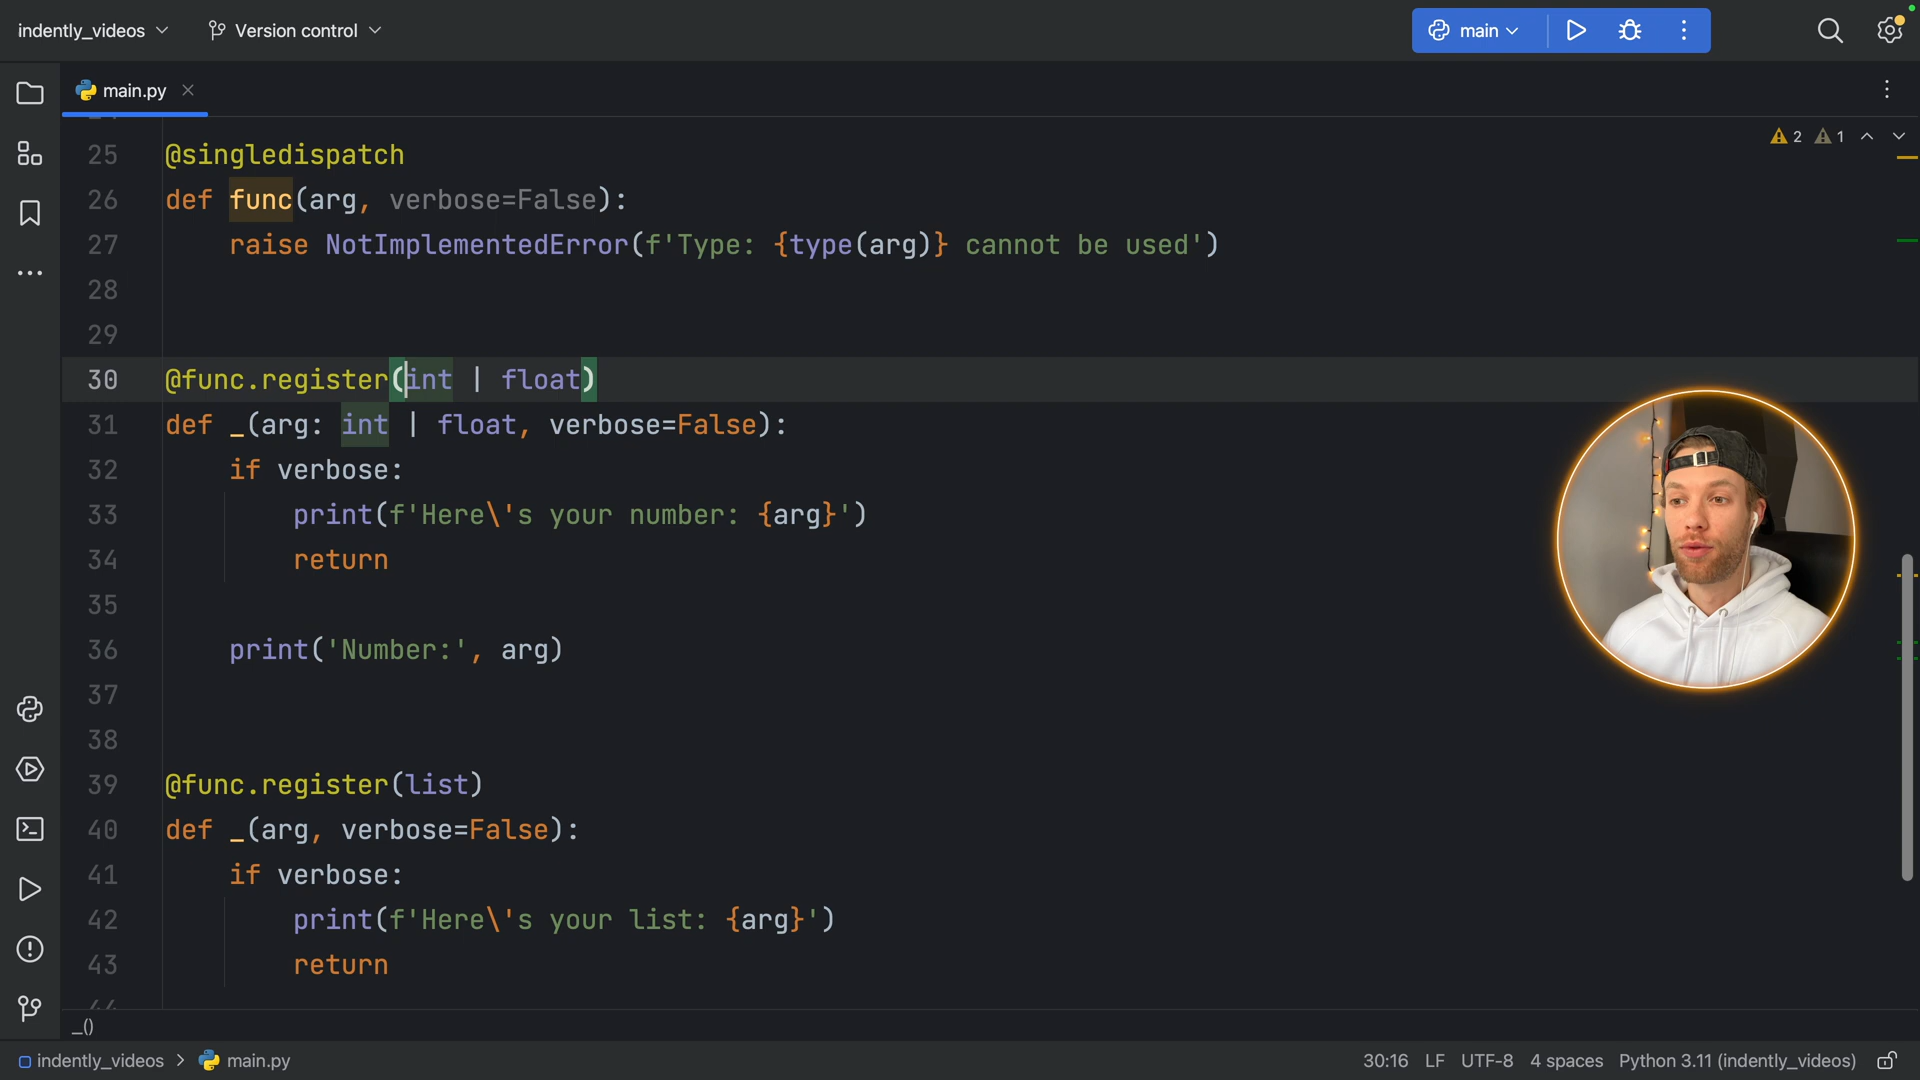 indently_videos
Version control
main
main.py
2
1
25 @singledispatch
26 def func(arg, verbose=False):
27     raise NotImplementedError(f'Type: {type(arg)} cannot be used')
28
29
30 @func.register(int | float)
31 def _(arg: int | float, verbose=False):
32     if verbose:
33         print(f'Here\'s your number: {arg}')
34         return
35
36     print('Number:', arg)
37
38
39 @func.register(list)
40 def _(arg, verbose=False):
41     if verbose:
42         print(f'Here\'s your list: {arg}')
43         return
_()
indently_videos > main.py
30:16 LF UTF-8 4 spaces Python 3.11 (indently_videos)